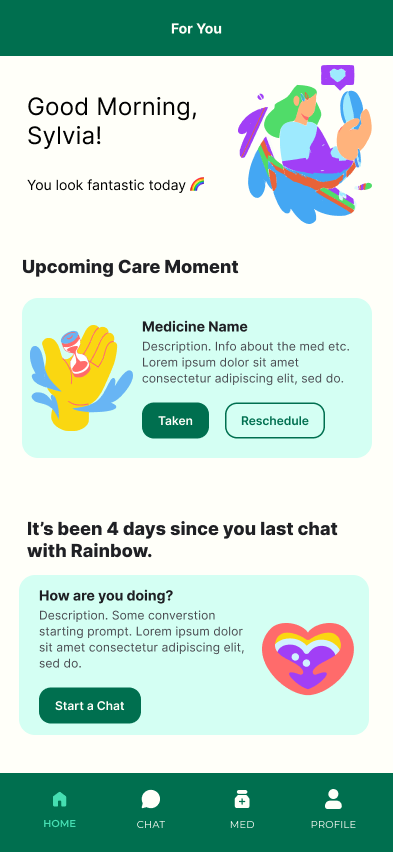 For You
Good Morning,
Sylvia!
You look fantastic today 🌈
Upcoming Care Moment
Medicine Name
Description. Info about the med etc.
Lorem ipsum dolor sit amet
consectetur adipiscing elit, sed do.
Taken
Reschedule
It’s been 4 days since you last chat
with Rainbow.
How are you doing?
Description. Some converstion
starting prompt. Lorem ipsum dolor
sit amet consectetur adipiscing elit,
sed do.
Start a Chat
HOME
CHAT
MED
PROFILE